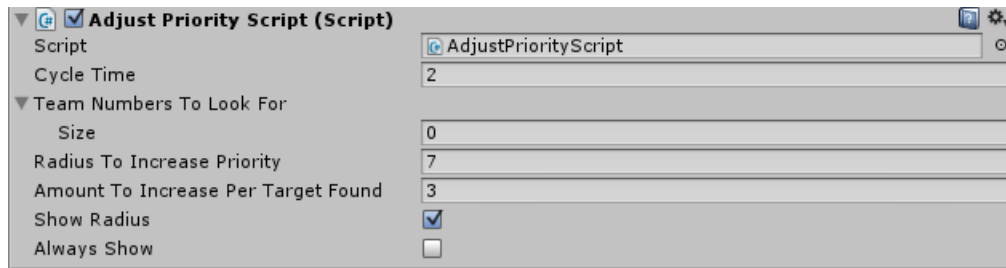 Adjust Priority Script (Script)
Script AdjustPriorityScript
Cycle Time 2
Team Numbers To Look For
Size 0
Radius To Increase Priority 7
Amount To Increase Per Target Found 3
Show Radius
Always Show